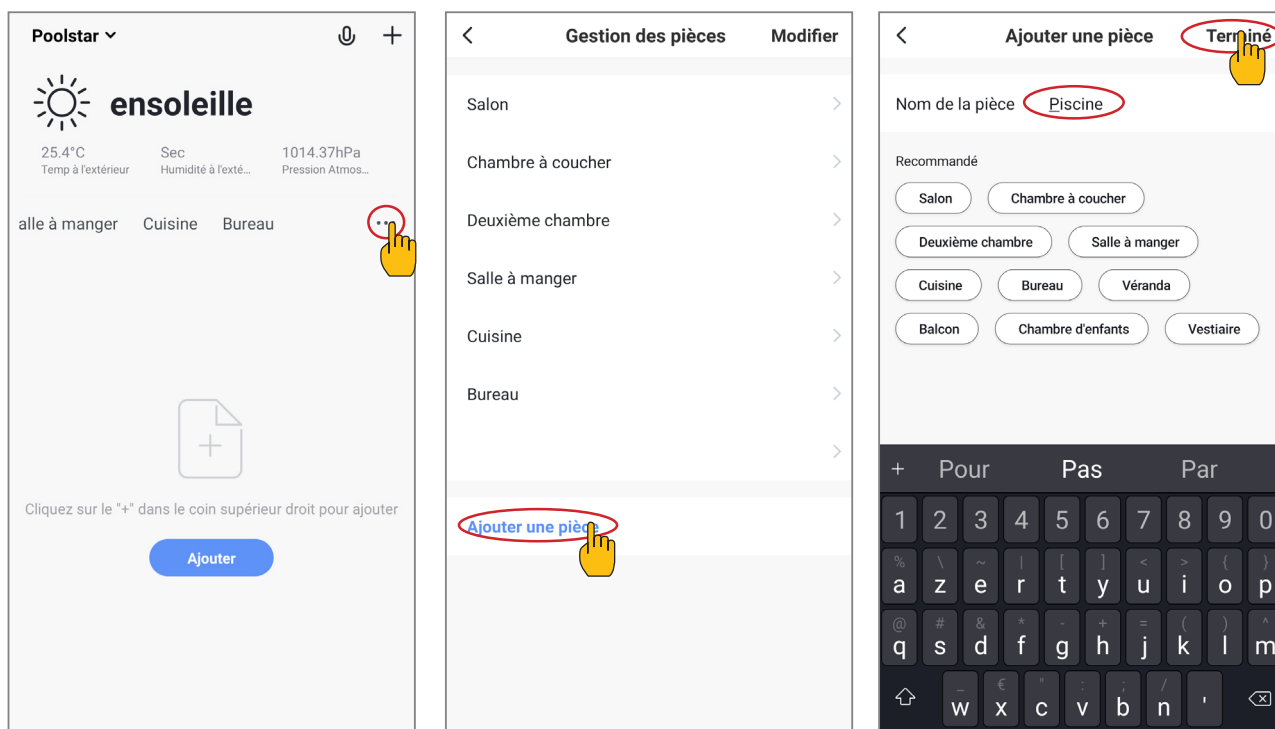 Poolstar
ensoleille
25.4°C Sec 1014.37hPa
Temp à l'extérieur Humidité à l'exté... Pression Atmos...
alle à manger Cuisine Bureau ...
Cliquez sur le "+" dans le coin supérieur droit pour ajouter
Ajouter
Gestion des pièces Modifier
Salon
Chambre à coucher
Deuxième chambre
Salle à manger
Cuisine
Bureau
Ajouter une pièce
Ajouter une pièce Terminé
Nom de la pièce Piscine
Recommandé
Salon Chambre à coucher
Deuxième chambre Salle à manger
Cuisine Bureau Véranda
Balcon Chambre d'enfants Vestiaire
+ Pour Pas Par
1 2 3 4 5 6 7 8 9 0
% \ ~ | [ ] < > { }
a z e r t y u i o p
@ # & * - + = ( ) ^
q s d f g h j k l m
_ € " : ; /
w x c v b n '